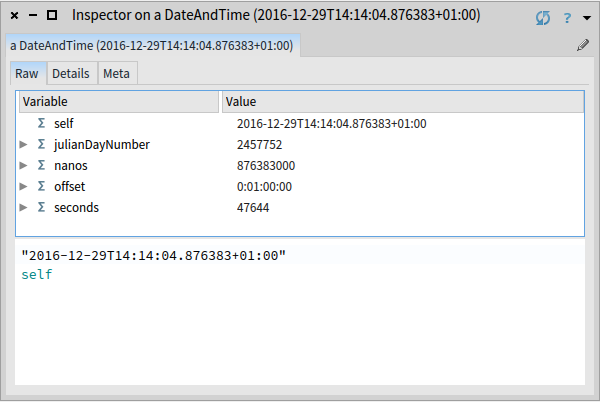 Inspector on a DateAndTime (2016-12-29T14:14:04.876383+01:00) ?
a DateAndTime (2016-12-29T14:14:04.876383+01:00)
Raw Details Meta
Variable Value
Σ self 2016-12-29T14:14:04.876383+01:00
Σ julianDayNumber 2457752
Σ nanos 876383000
Σ offset 0:01:00:00
Σ seconds 47644
"2016-12-29T14:14:04.876383+01:00"
self